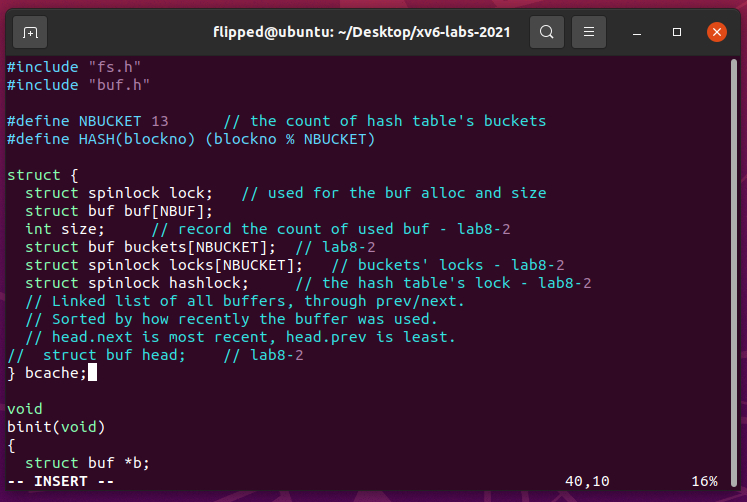 flipped@ubuntu: ~/Desktop/xv6-labs-2021
#include "fs.h"
#include "buf.h"
#define NBUCKET 13      // the count of hash table's buckets
#define HASH(blockno) (blockno % NBUCKET)
struct {
  struct spinlock lock;   // used for the buf alloc and size
  struct buf buf[NBUF];
  int size;     // record the count of used buf - lab8-2
  struct buf buckets[NBUCKET];  // lab8-2
  struct spinlock locks[NBUCKET];   // buckets' locks - lab8-2
  struct spinlock hashlock;     // the hash table's lock - lab8-2
  // Linked list of all buffers, through prev/next.
  // Sorted by how recently the buffer was used.
  // head.next is most recent, head.prev is least.
//  struct buf head;    // lab8-2
} bcache;
void
binit(void)
{
  struct buf *b;
-- INSERT --                                                  40,10         16%